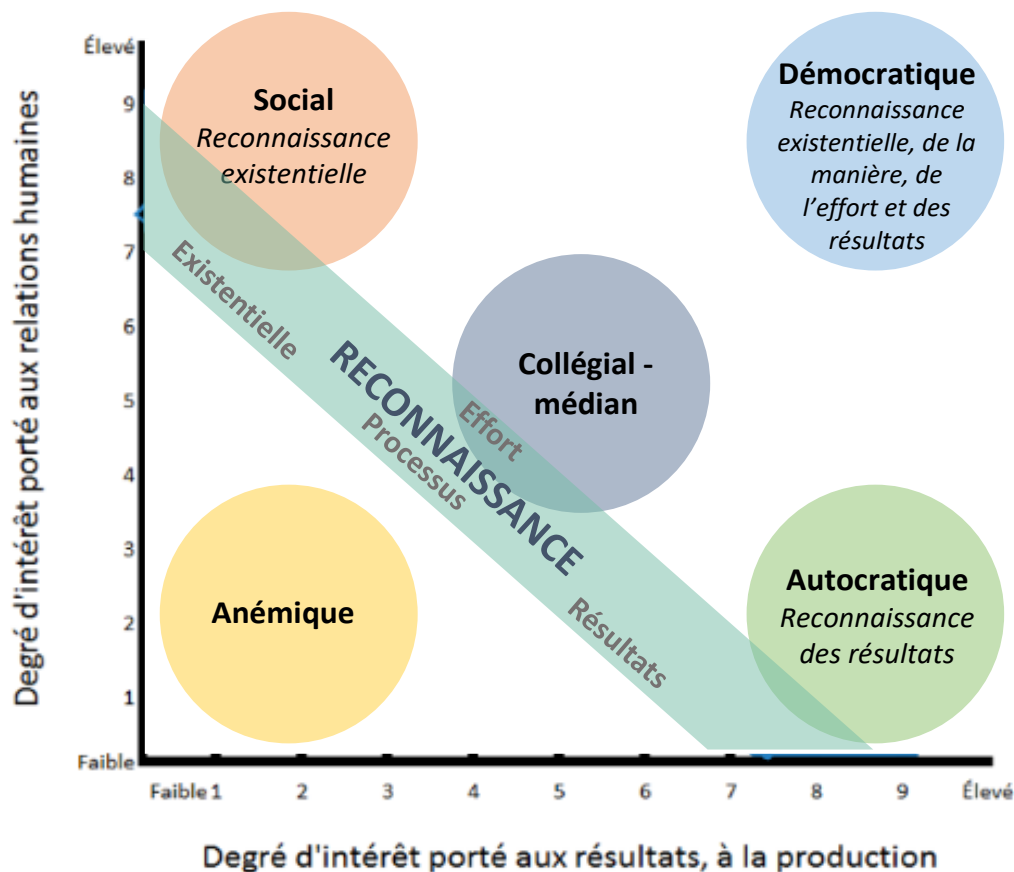 Degré d'intérêt porté aux relations humaines
Élevé
9
8
7
6
5
4
3
2
1
Faible
Social
Reconnaissance
existentielle
Démocratique
Reconnaissance
existentielle, de la
manière, de
l'effort et des
résultats
Existentielle
RECONNAISSANCE
Processus
Effort
Résultats
Collégial -
médian
Anémique
Autocratique
Reconnaissance
des résultats
Faible 1 2 3 4 5 6 7 8 9 Élevé
Degré d'intérêt porté aux résultats, à la production